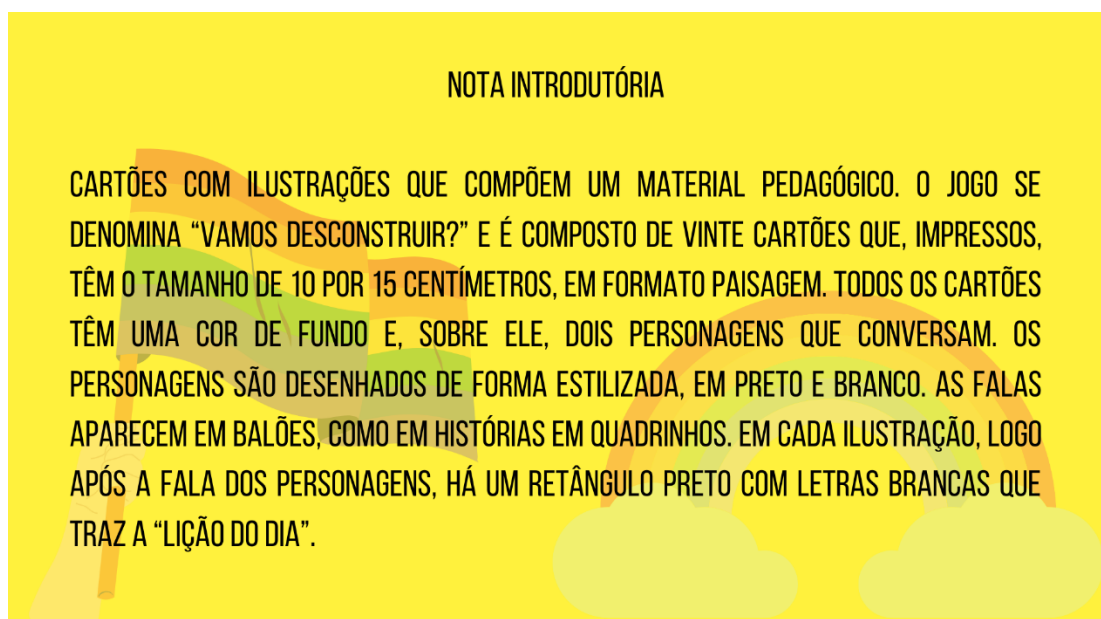 NOTA INTRODUTÓRIA
CARTÕES COM ILUSTRAÇÕES QUE COMPÕEM UM MATERIAL PEDAGÓGICO. O JOGO SE
DENOMINA “VAMOS DESCONSTRUIR?” E É COMPOSTO DE VINTE CARTÕES QUE, IMPRESSOS,
TÊM O TAMANHO DE 10 POR 15 CENTÍMETROS, EM FORMATO PAISAGEM. TODOS OS CARTÕES
TÊM UMA COR DE FUNDO E, SOBRE ELE, DOIS PERSONAGENS QUE CONVERSAM. OS
PERSONAGENS SÃO DESENHADOS DE FORMA ESTILIZADA, EM PRETO E BRANCO. AS FALAS
APARECEM EM BALÕES, COMO EM HISTÓRIAS EM QUADRINHOS. EM CADA ILUSTRAÇÃO, LOGO
APÓS A FALA DOS PERSONAGENS, HÁ UM RETÂNGULO PRETO COM LETRAS BRANCAS QUE
TRAZ A “LIÇÃO DO DIA”.